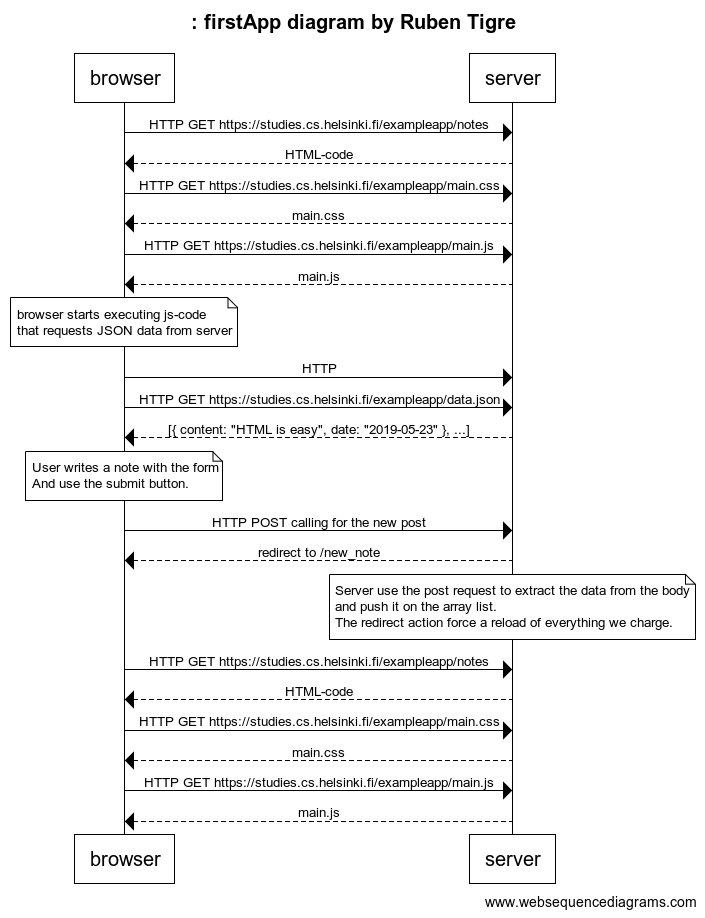 : firstApp diagram by Ruben Tigre
browser
server
HTTP GET https://studies.cs.helsinki.fi/exampleapp/notes
HTML-code
HTTP GET https://studies.cs.helsinki.fi/exampleapp/main.css
main.css
HTTP GET https://studies.cs.helsinki.fi/exampleapp/main.js
main.js
browser starts executing js-code
that requests JSON data from server
HTTP
HTTP GET https://studies.cs.helsinki.fi/exampleapp/data.json
[{ content: "HTML is easy", date: "2019-05-23" }, ...]
User writes a note with the form
And use the submit button.
HTTP POST calling for the new post
redirect to /new_note
Server use the post request to extract the data from the body
and push it on the array list.
The redirect action force a reload of everything we charge.
HTTP GET https://studies.cs.helsinki.fi/exampleapp/notes
HTML-code
HTTP GET https://studies.cs.helsinki.fi/exampleapp/main.css
main.css
HTTP GET https://studies.cs.helsinki.fi/exampleapp/main.js
main.js
browser
server
www.websequencediagrams.com